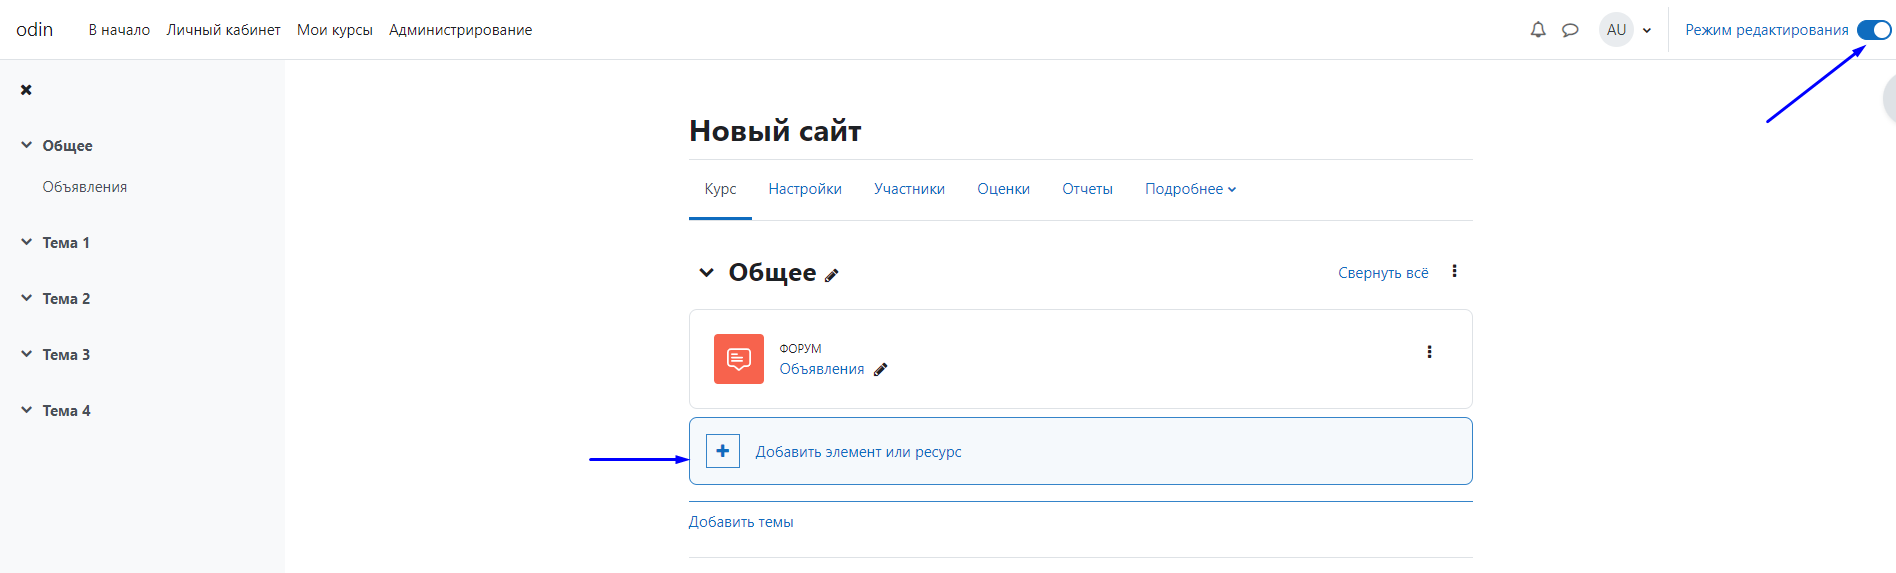 odin В начало Личный кабинет Мои курсы Администрирование AU Режим редактирования
Общее
Объявления
Тема 1
Тема 2
Тема 3
Тема 4
Новый сайт
Курс Настройки Участники Оценки Отчеты Подробнее
Общее Свернуть всё
ФОРУМ
Объявления
Добавить элемент или ресурс
Добавить темы